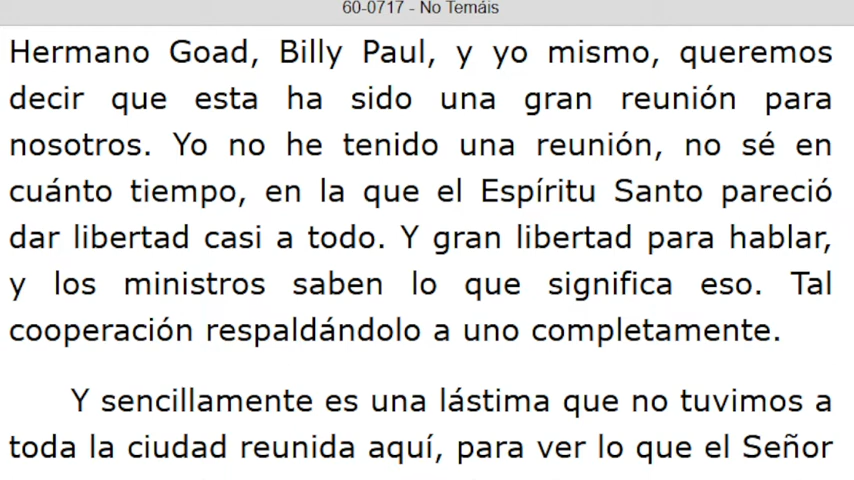 60-0717 - No Temáis
Hermano Goad, Billy Paul, y yo mismo, queremos
decir que esta ha sido una gran reunión para
nosotros. Yo no he tenido una reunión, no sé en
cuánto tiempo, en la que el Espíritu Santo pareció
dar libertad casi a todo. Y gran libertad para hablar,
y los ministros saben lo que significa eso. Tal
cooperación respaldándolo a uno completamente.
Y sencillamente es una lástima que no tuvimos a
toda la ciudad reunida aquí, para ver lo que el Señor